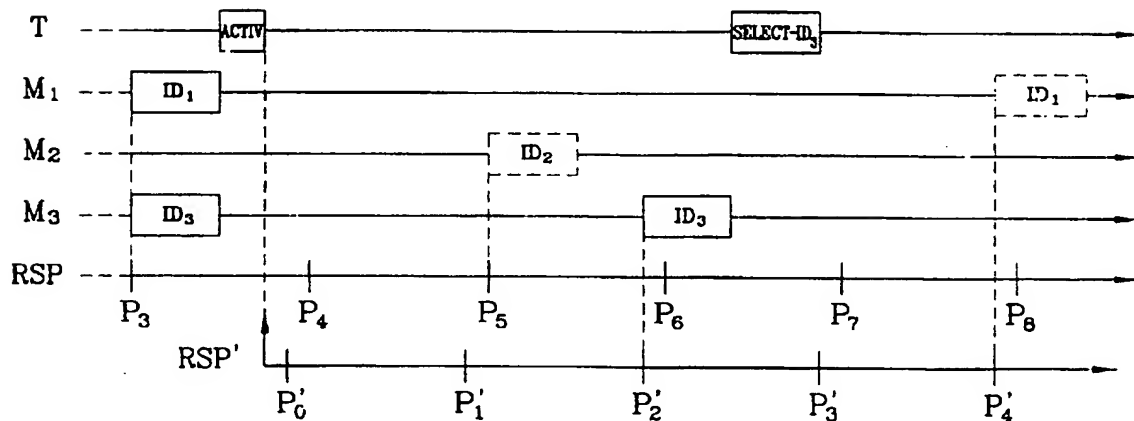 T ACTIV SELECT-ID₃
M₁ ID₁ ID₁
M₂ ID₂
M₃ ID₃ ID₃
RSP
P₃ P₄ P₅ P₆ P₇ P₈
RSP'
P'₀ P'₁ P'₂ P'₃ P'₄